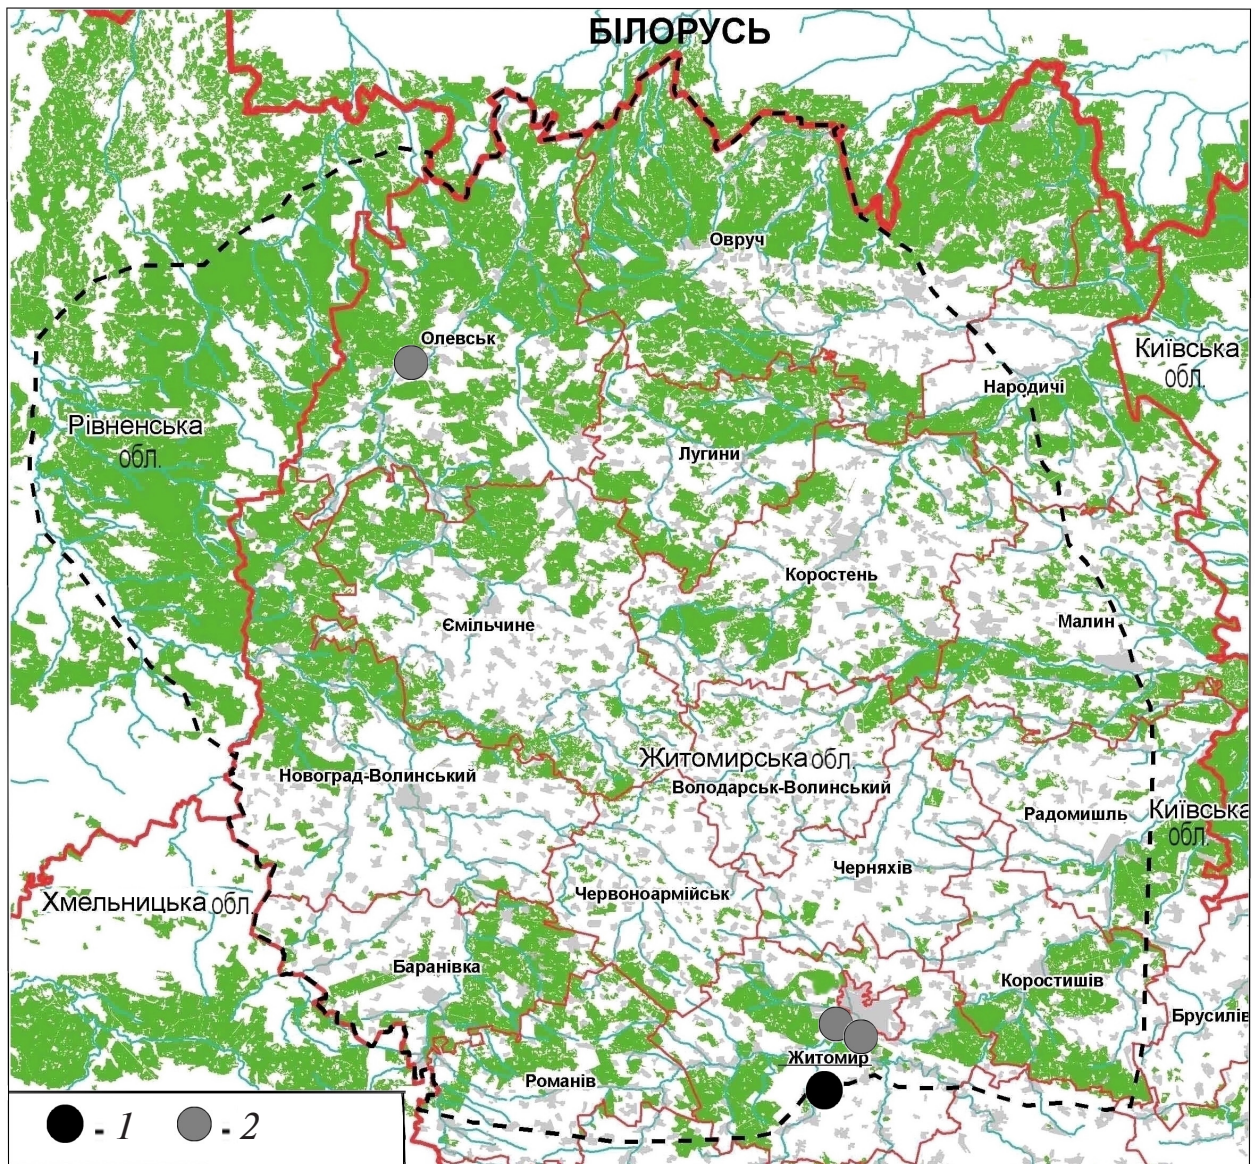 БІЛОРУСЬ
Овруч
Олевськ
Київська
обл.
Народичі
Рівненська
обл.
Лугини
Коростень
Ємільчине
Малин
Житомирська обл.
Новоград-Волинський
Володарськ-Волинський
Радомишль
Київська
обл.
Черняхів
Червоноармійськ
Хмельницька обл.
Баранівка
Коростишів
Брусилів
Житомир
Романів
- 1
- 2